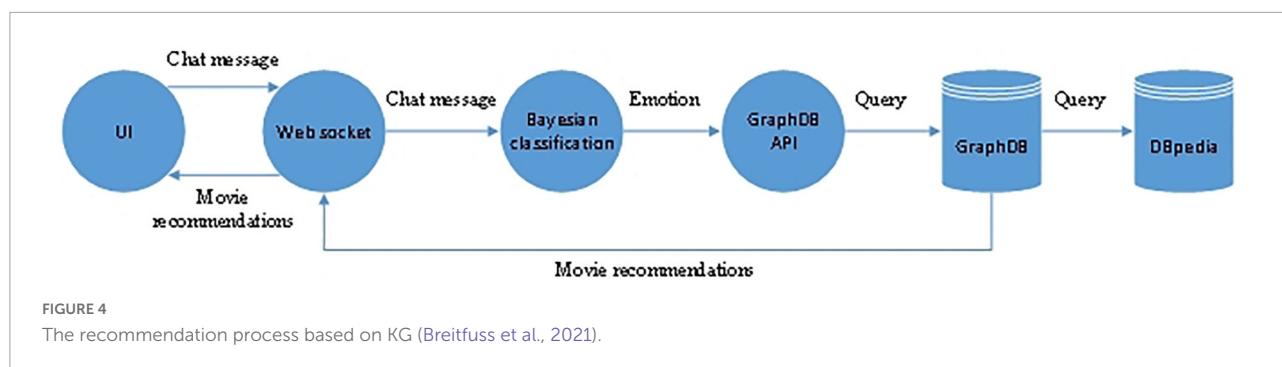 Chat message
UI
Movie
recommendations
Web socket
Chat message
Bayesian
classification
Emotion
GraphDB
API
Query
GraphDB
Query
DBpedia
Movie recommendations
FIGURE 4
The recommendation process based on KG (Breitfuss et al., 2021).